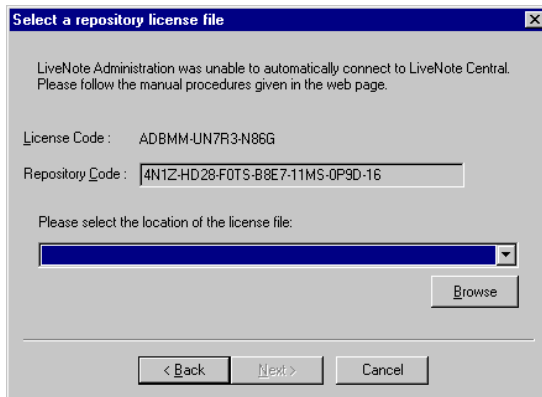 Select a repository license file
LiveNote Administration was unable to automatically connect to LiveNote Central.
Please follow the manual procedures given in the web page.
License Code : ADBMM-UN7R3-N86G
Repository Code : 4N1Z-HD28-F0TS-B8E7-11MS-0P9D-16
Please select the location of the license file:
Browse
< Back Next > Cancel